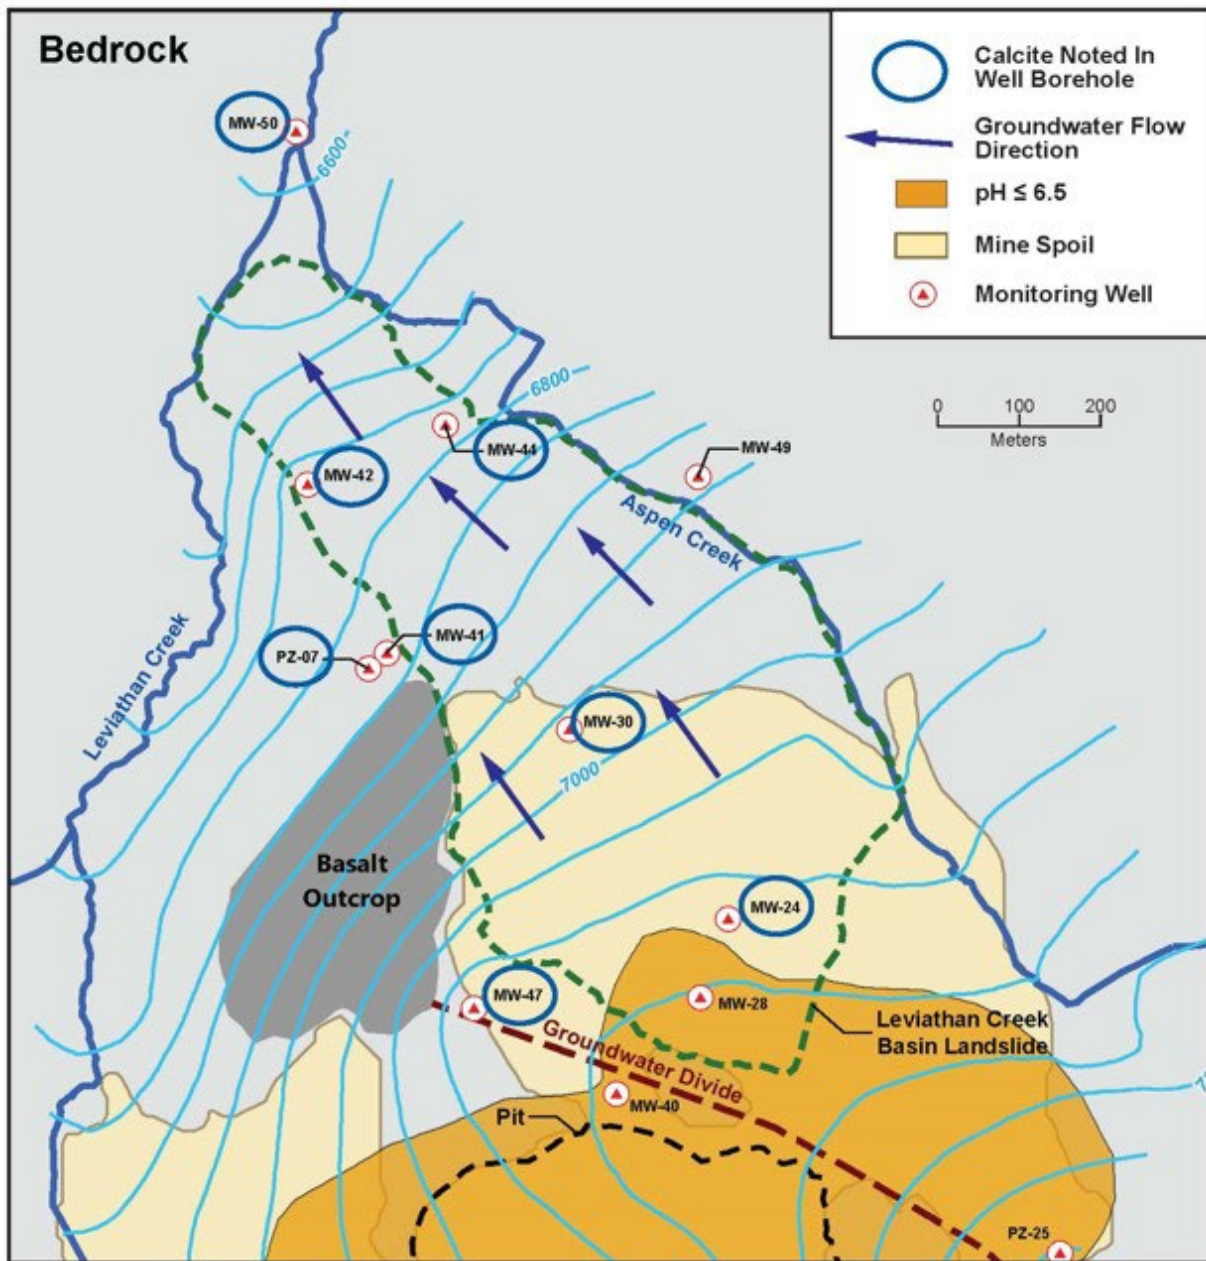 Bedrock
Calcite Noted In
Well Borehole
Groundwater Flow
Direction
pH ≤ 6.5
Mine Spoil
Monitoring Well
MW-50
6600
6800
0 100 200
Meters
MW-44
MW-49
MW-42
Aspen Creek
MW-41
PZ-07
Leviathan Creek
MW-30
7000
Basalt
Outcrop
MW-24
MW-47
MW-28
Leviathan Creek
Basin Landslide
Groundwater Divide
MW-40
Pit
PZ-25